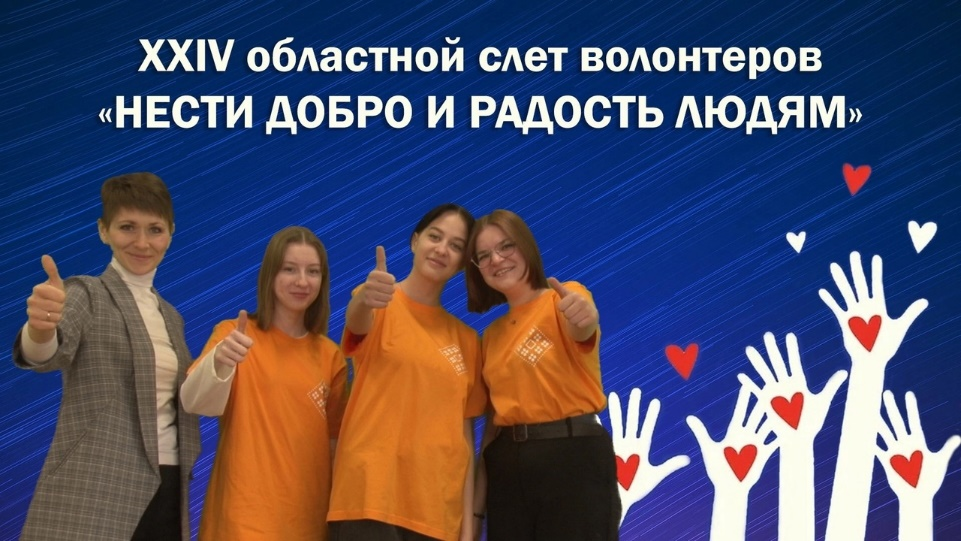 XXIV областной слет волонтеров
«НЕСТИ ДОБРО И РАДОСТЬ ЛЮДЯМ»